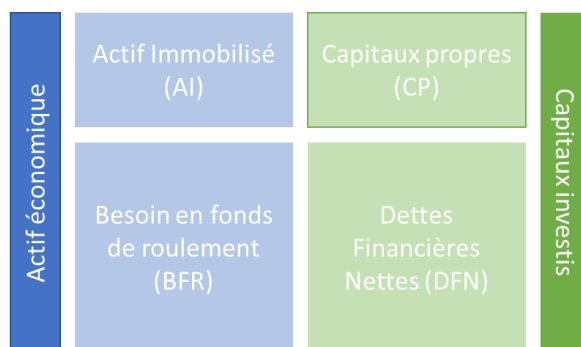 Actif économique
Actif Immobilisé
(AI)
Capitaux propres
(CP)
Besoin en fonds
de roulement
(BFR)
Dettes
Financières
Nettes (DFN)
Capitaux investis